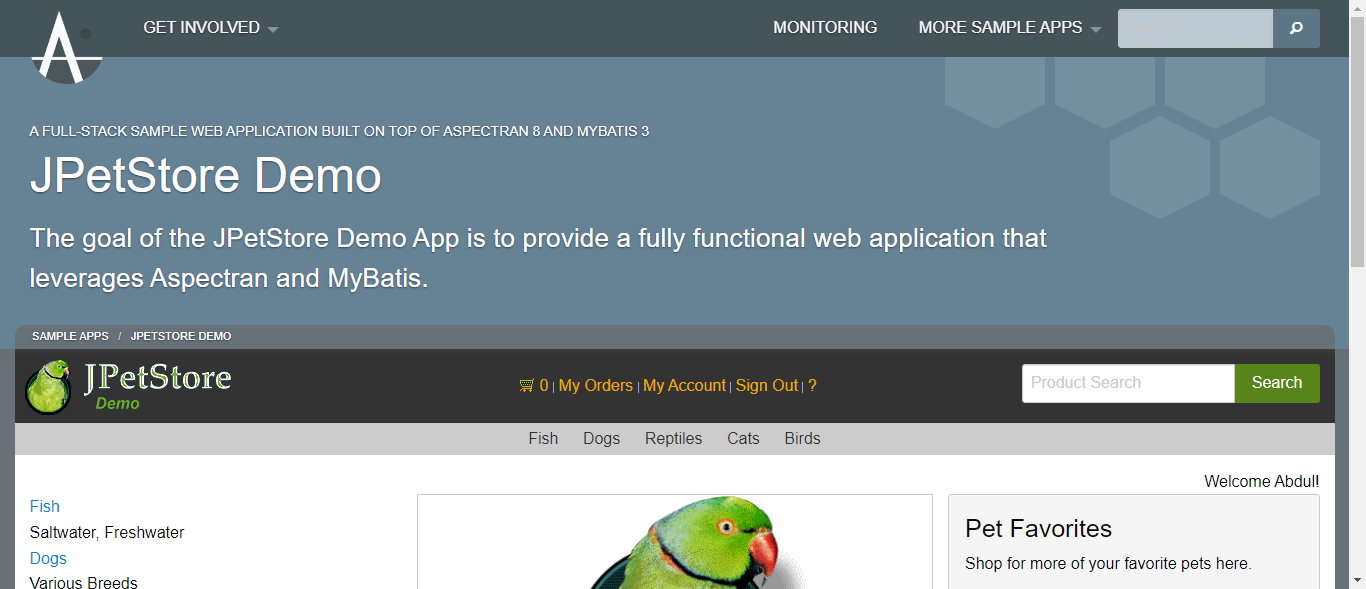 GET INVOLVED
MONITORING
MORE SAMPLE APPS
A FULL-STACK SAMPLE WEB APPLICATION BUILT ON TOP OF ASPECTRAN 8 AND MYBATIS 3
JPetStore Demo
The goal of the JPetStore Demo App is to provide a fully functional web application that
leverages Aspectran and MyBatis.
SAMPLE APPS / JPETSTORE DEMO
JPetStore
Demo
0 | My Orders | My Account | Sign Out | ?
Product Search
Search
Fish Dogs Reptiles Cats Birds
Welcome Abdul!
Fish
Saltwater, Freshwater
Dogs
Various Breeds
Pet Favorites
Shop for more of your favorite pets here.